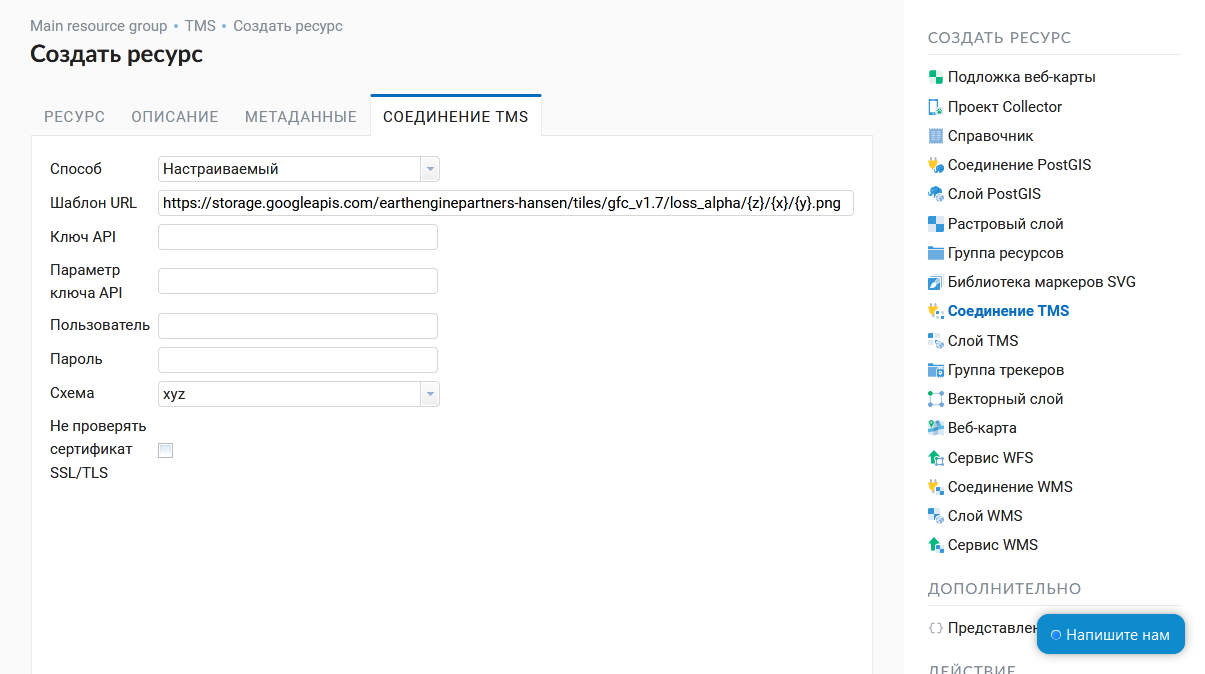 Main resource group • TMS • Создать ресурс
Создать ресурс
РЕСУРС ОПИСАНИЕ МЕТАДАННЫЕ СОЕДИНЕНИЕ TMS
Способ Настраиваемый
Шаблон URL https://storage.googleapis.com/earthenginepartners-hansen/tiles/gfc_v1.7/loss_alpha/{z}/{x}/{y}.png
Ключ API
Параметр
ключа API
Пользователь
Пароль
Схема xyz
Не проверять
сертификат
SSL/TLS
СОЗДАТЬ РЕСУРС
Подложка веб-карты
Проект Collector
Справочник
Соединение PostGIS
Слой PostGIS
Растровый слой
Группа ресурсов
Библиотека маркеров SVG
Соединение TMS
Слой TMS
Группа трекеров
Векторный слой
Веб-карта
Сервис WFS
Соединение WMS
Слой WMS
Сервис WMS
ДОПОЛНИТЕЛЬНО
Представлен
Напишите нам
ДЕЙСТВИЕ